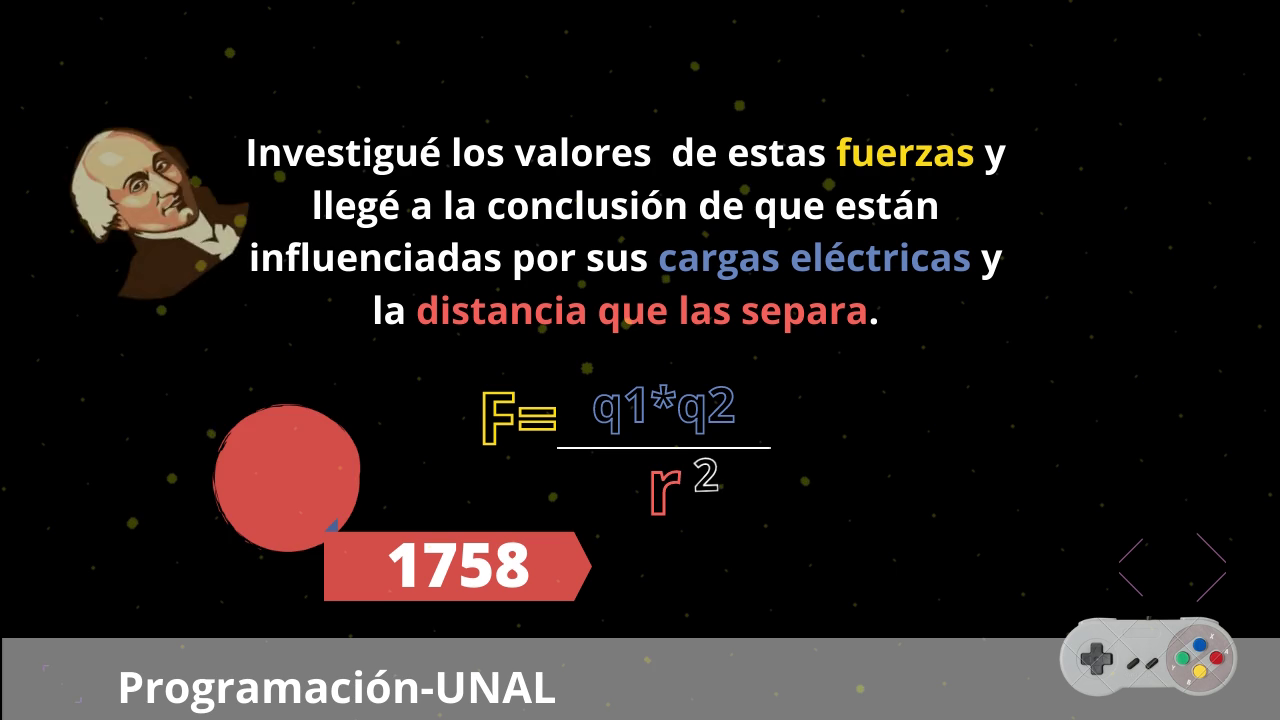 Investigué los valores  de estas fuerzas y
llegé a la conclusión de que están
influenciadas por sus cargas eléctricas y
la distancia que las separa.
F= q1*q2
r 2
1758
Programación-UNAL